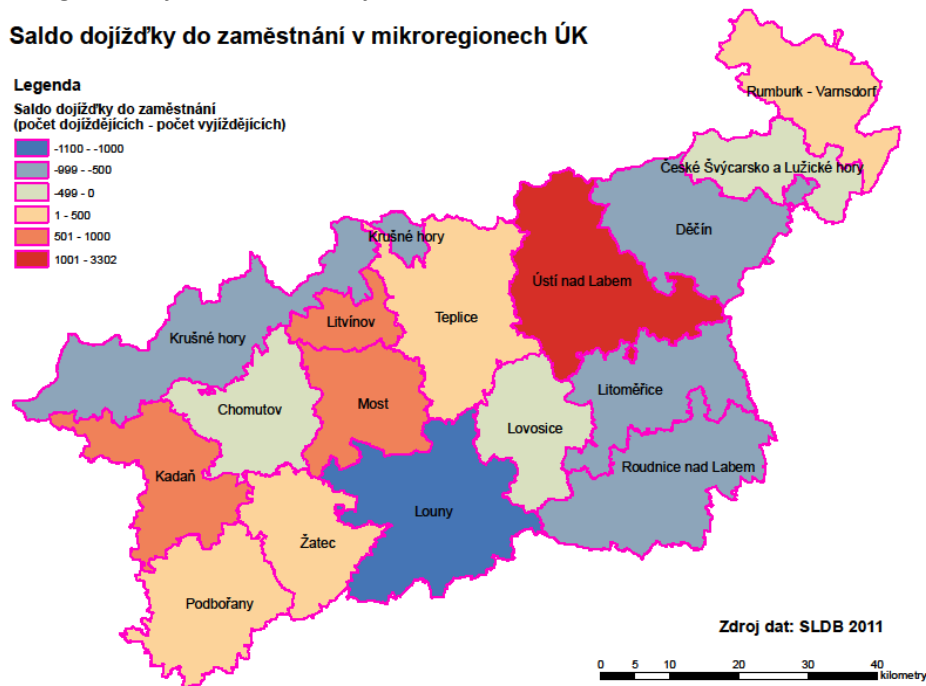 Saldo dojížďky do zaměstnání v mikroregionech ÚK
Legenda
Saldo dojížďky do zaměstnání
(počet dojíždějících - počet vyjíždějících)
-1100 - -1000
-999 - -500
-499 - 0
1 - 500
501 - 1000
1001 - 3302
Rumburk - Varnsdorf
České Švýcarsko a Lužické hory
Děčín
Krušné hory
Ústí nad Labem
Teplice
Litvínov
Krušné hory
Litoměřice
Chomutov
Most
Lovosice
Roudnice nad Labem
Kadaň
Louny
Žatec
Podbořany
Zdroj dat: SLDB 2011
0 5 10 20 30 40
kilometry